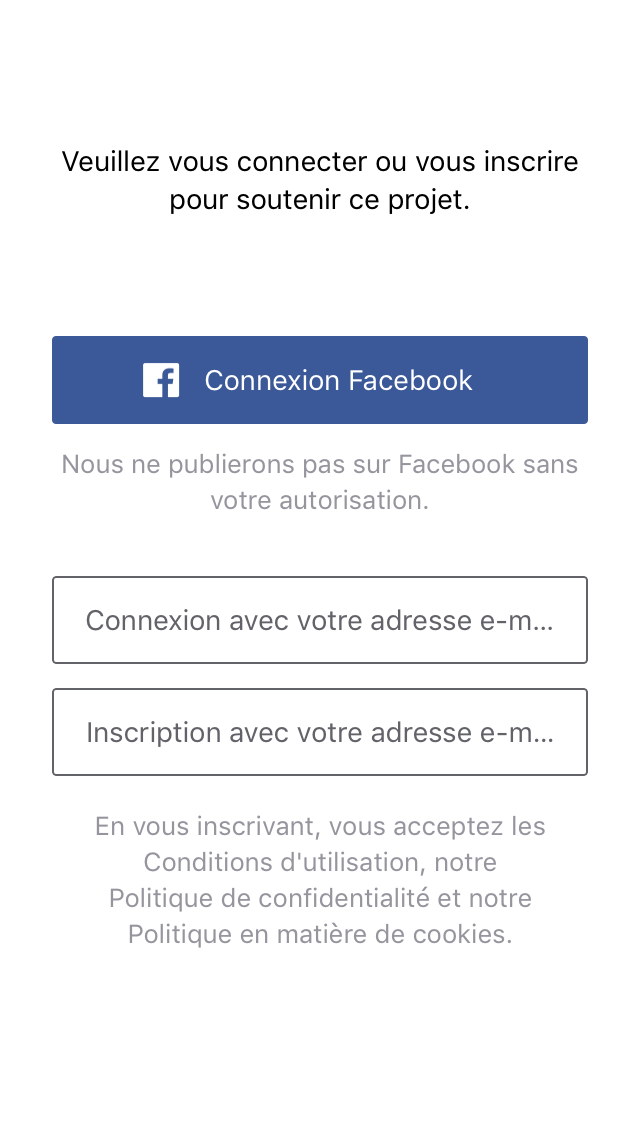 Veuillez vous connecter ou vous inscrire
pour soutenir ce projet.
Connexion Facebook
Nous ne publierons pas sur Facebook sans
votre autorisation.
Connexion avec votre adresse e-m...
Inscription avec votre adresse e-m...
En vous inscrivant, vous acceptez les
Conditions d'utilisation, notre
Politique de confidentialité et notre
Politique en matière de cookies.